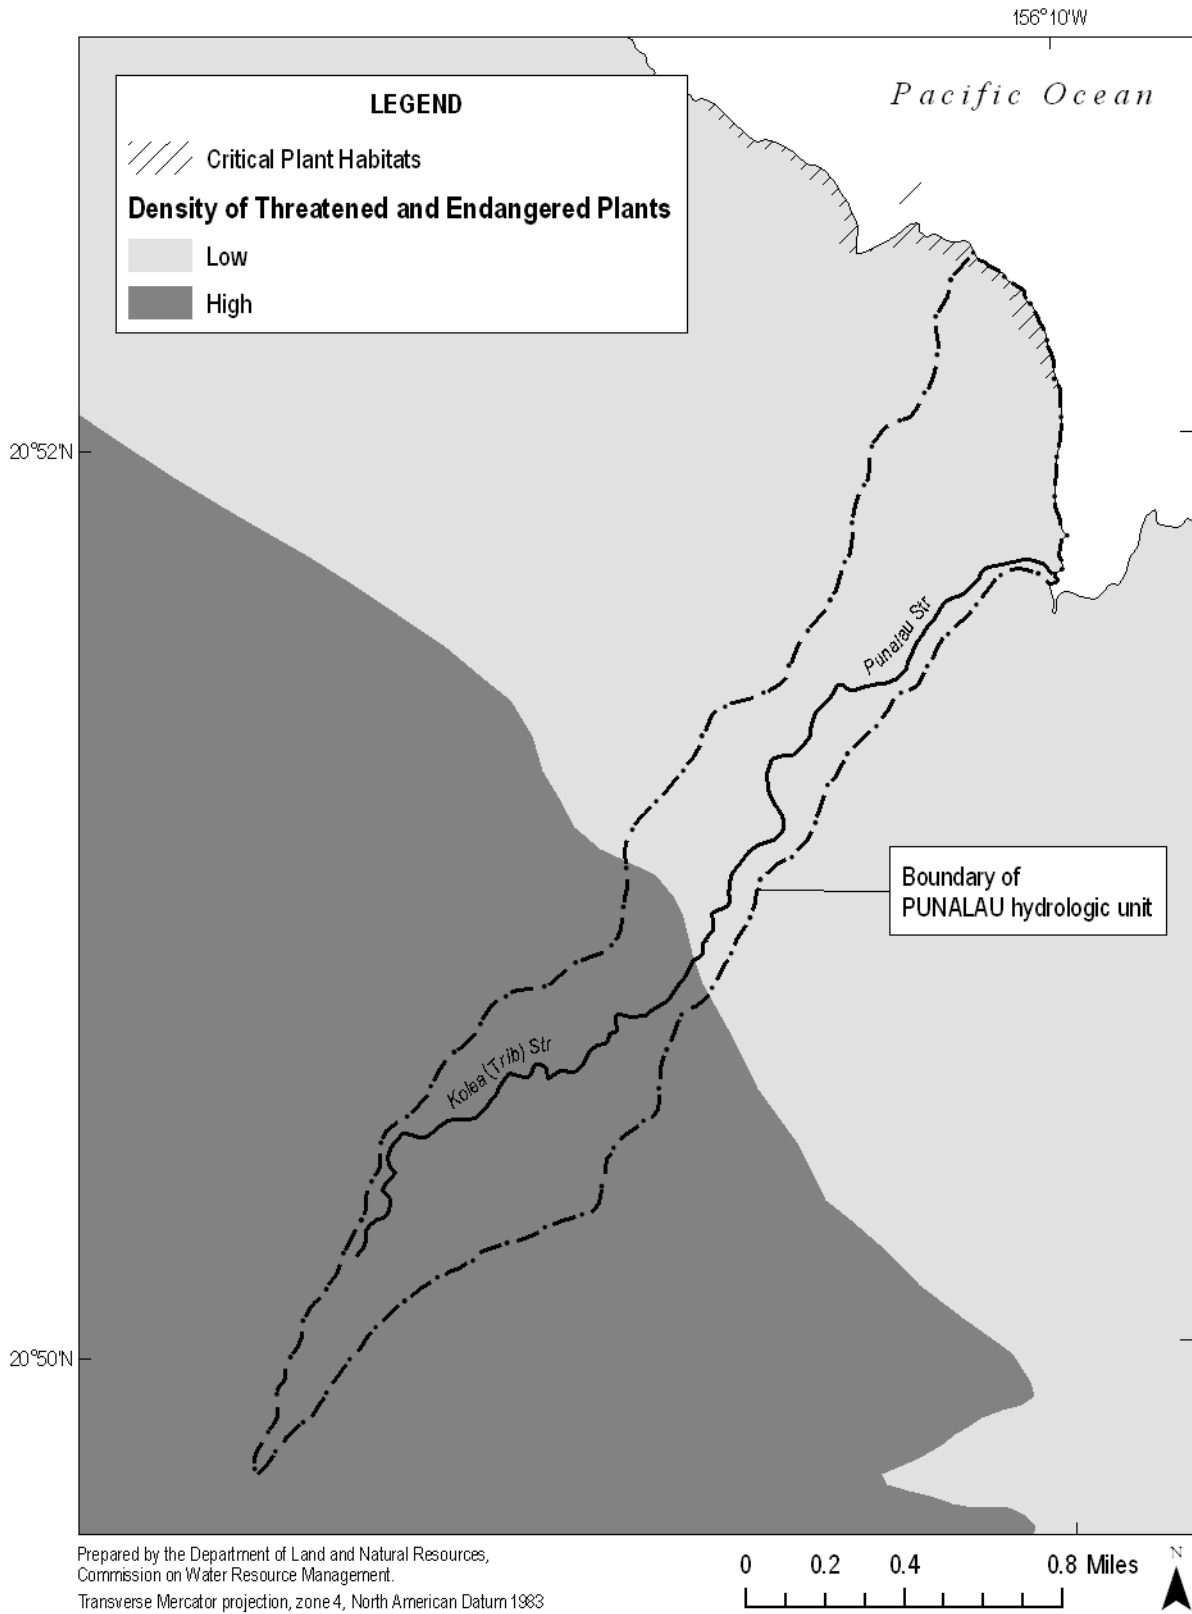 156°10'W
Pacific Ocean
LEGEND
Critical Plant Habitats
Density of Threatened and Endangered Plants
Low
High
20°52'N
Punalau Str
Boundary of
PUNALAU hydrologic unit
Kolea (Trib) Str
20°50'N
Prepared by the Department of Land and Natural Resources,
Commission on Water Resource Management.
Transverse Mercator projection, zone 4, North American Datum 1983
0 0.2 0.4 0.8 Miles
N